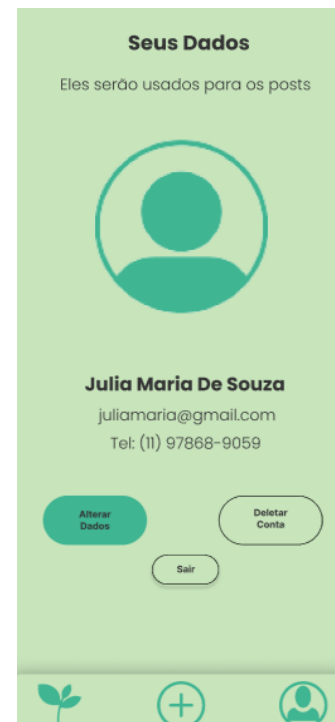 Seus Dados
Eles serão usados para os posts
Julia Maria De Souza
juliamaria@gmail.com
Tel: (11) 97868-9059
Alterar
Dados
Deletar
Conta
Sair